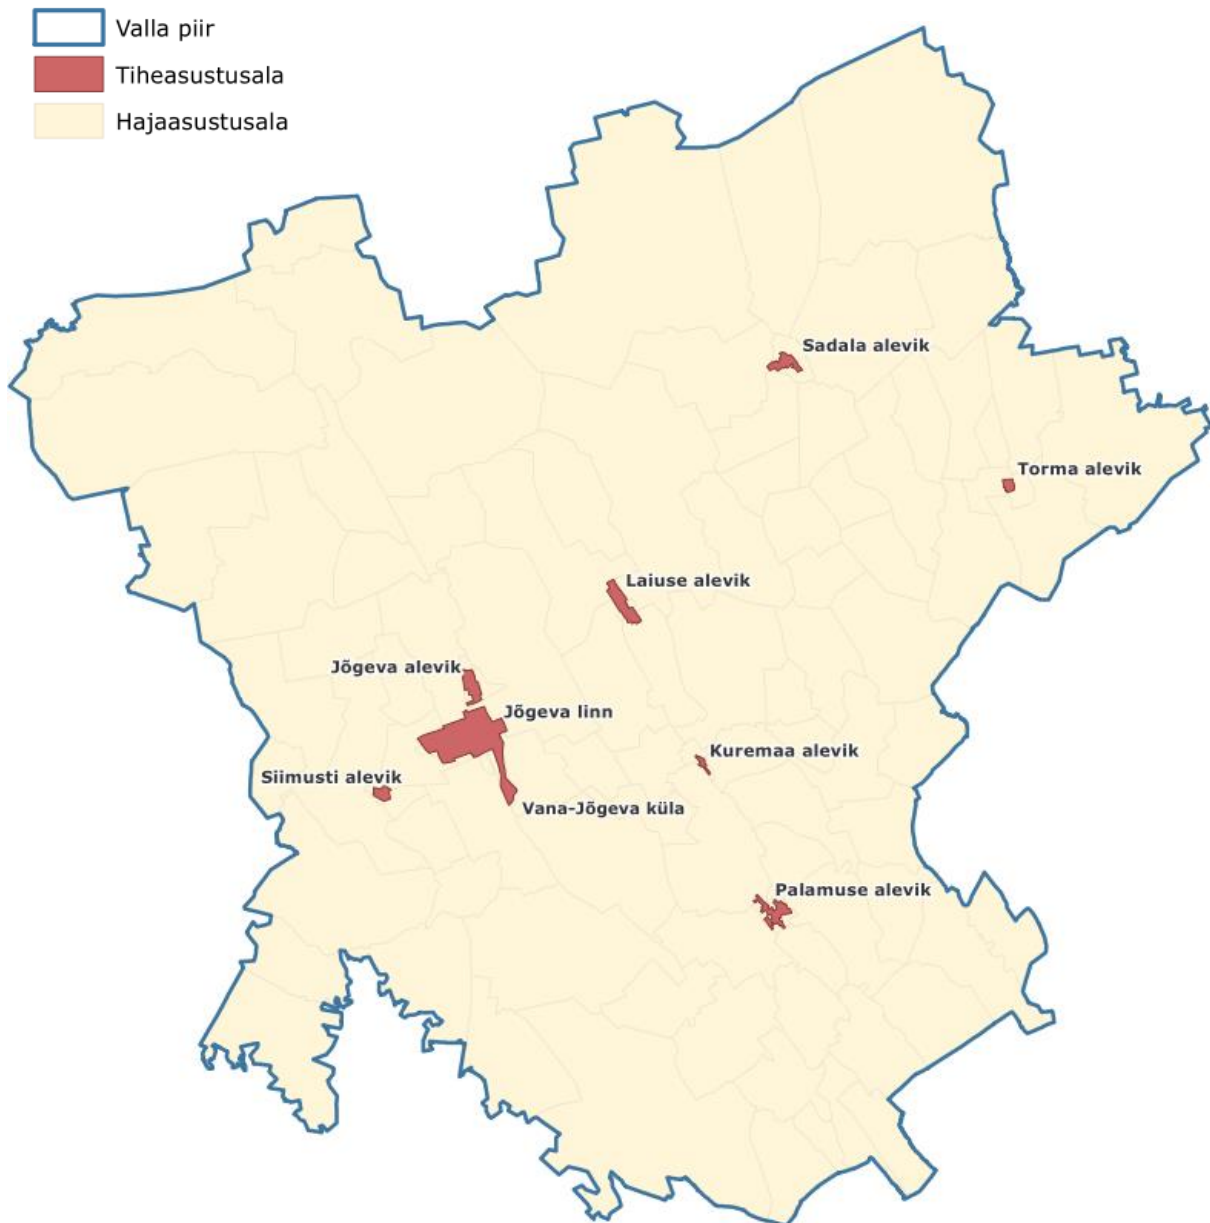 Valla piir
Tiheasustusala
Hajaasustusala
Sadala alevik
Torma alevik
Laiuse alevik
Jõgeva alevik
Jõgeva linn
Kuremaa alevik
Siimusti alevik
Vana-Jõgeva küla
Palamuse alevik